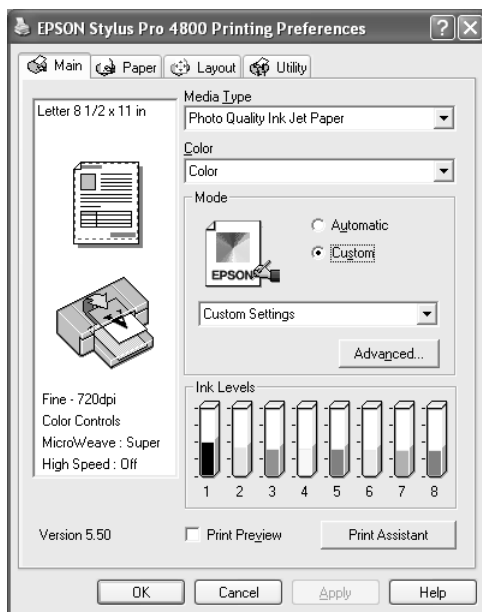 EPSON Stylus Pro 4800 Printing Preferences
Main Paper Layout Utility
Letter 8 1/2 x 11 in
Fine - 720dpi
Color Controls
MicroWeave : Super
High Speed : Off
Version 5.50
Media Type
Photo Quality Ink Jet Paper
Color
Color
Mode
EPSON
Automatic
Custom
Custom Settings
Advanced...
Ink Levels
1 2 3 4 5 6 7 8
Print Preview
Print Assistant
OK Cancel Apply Help